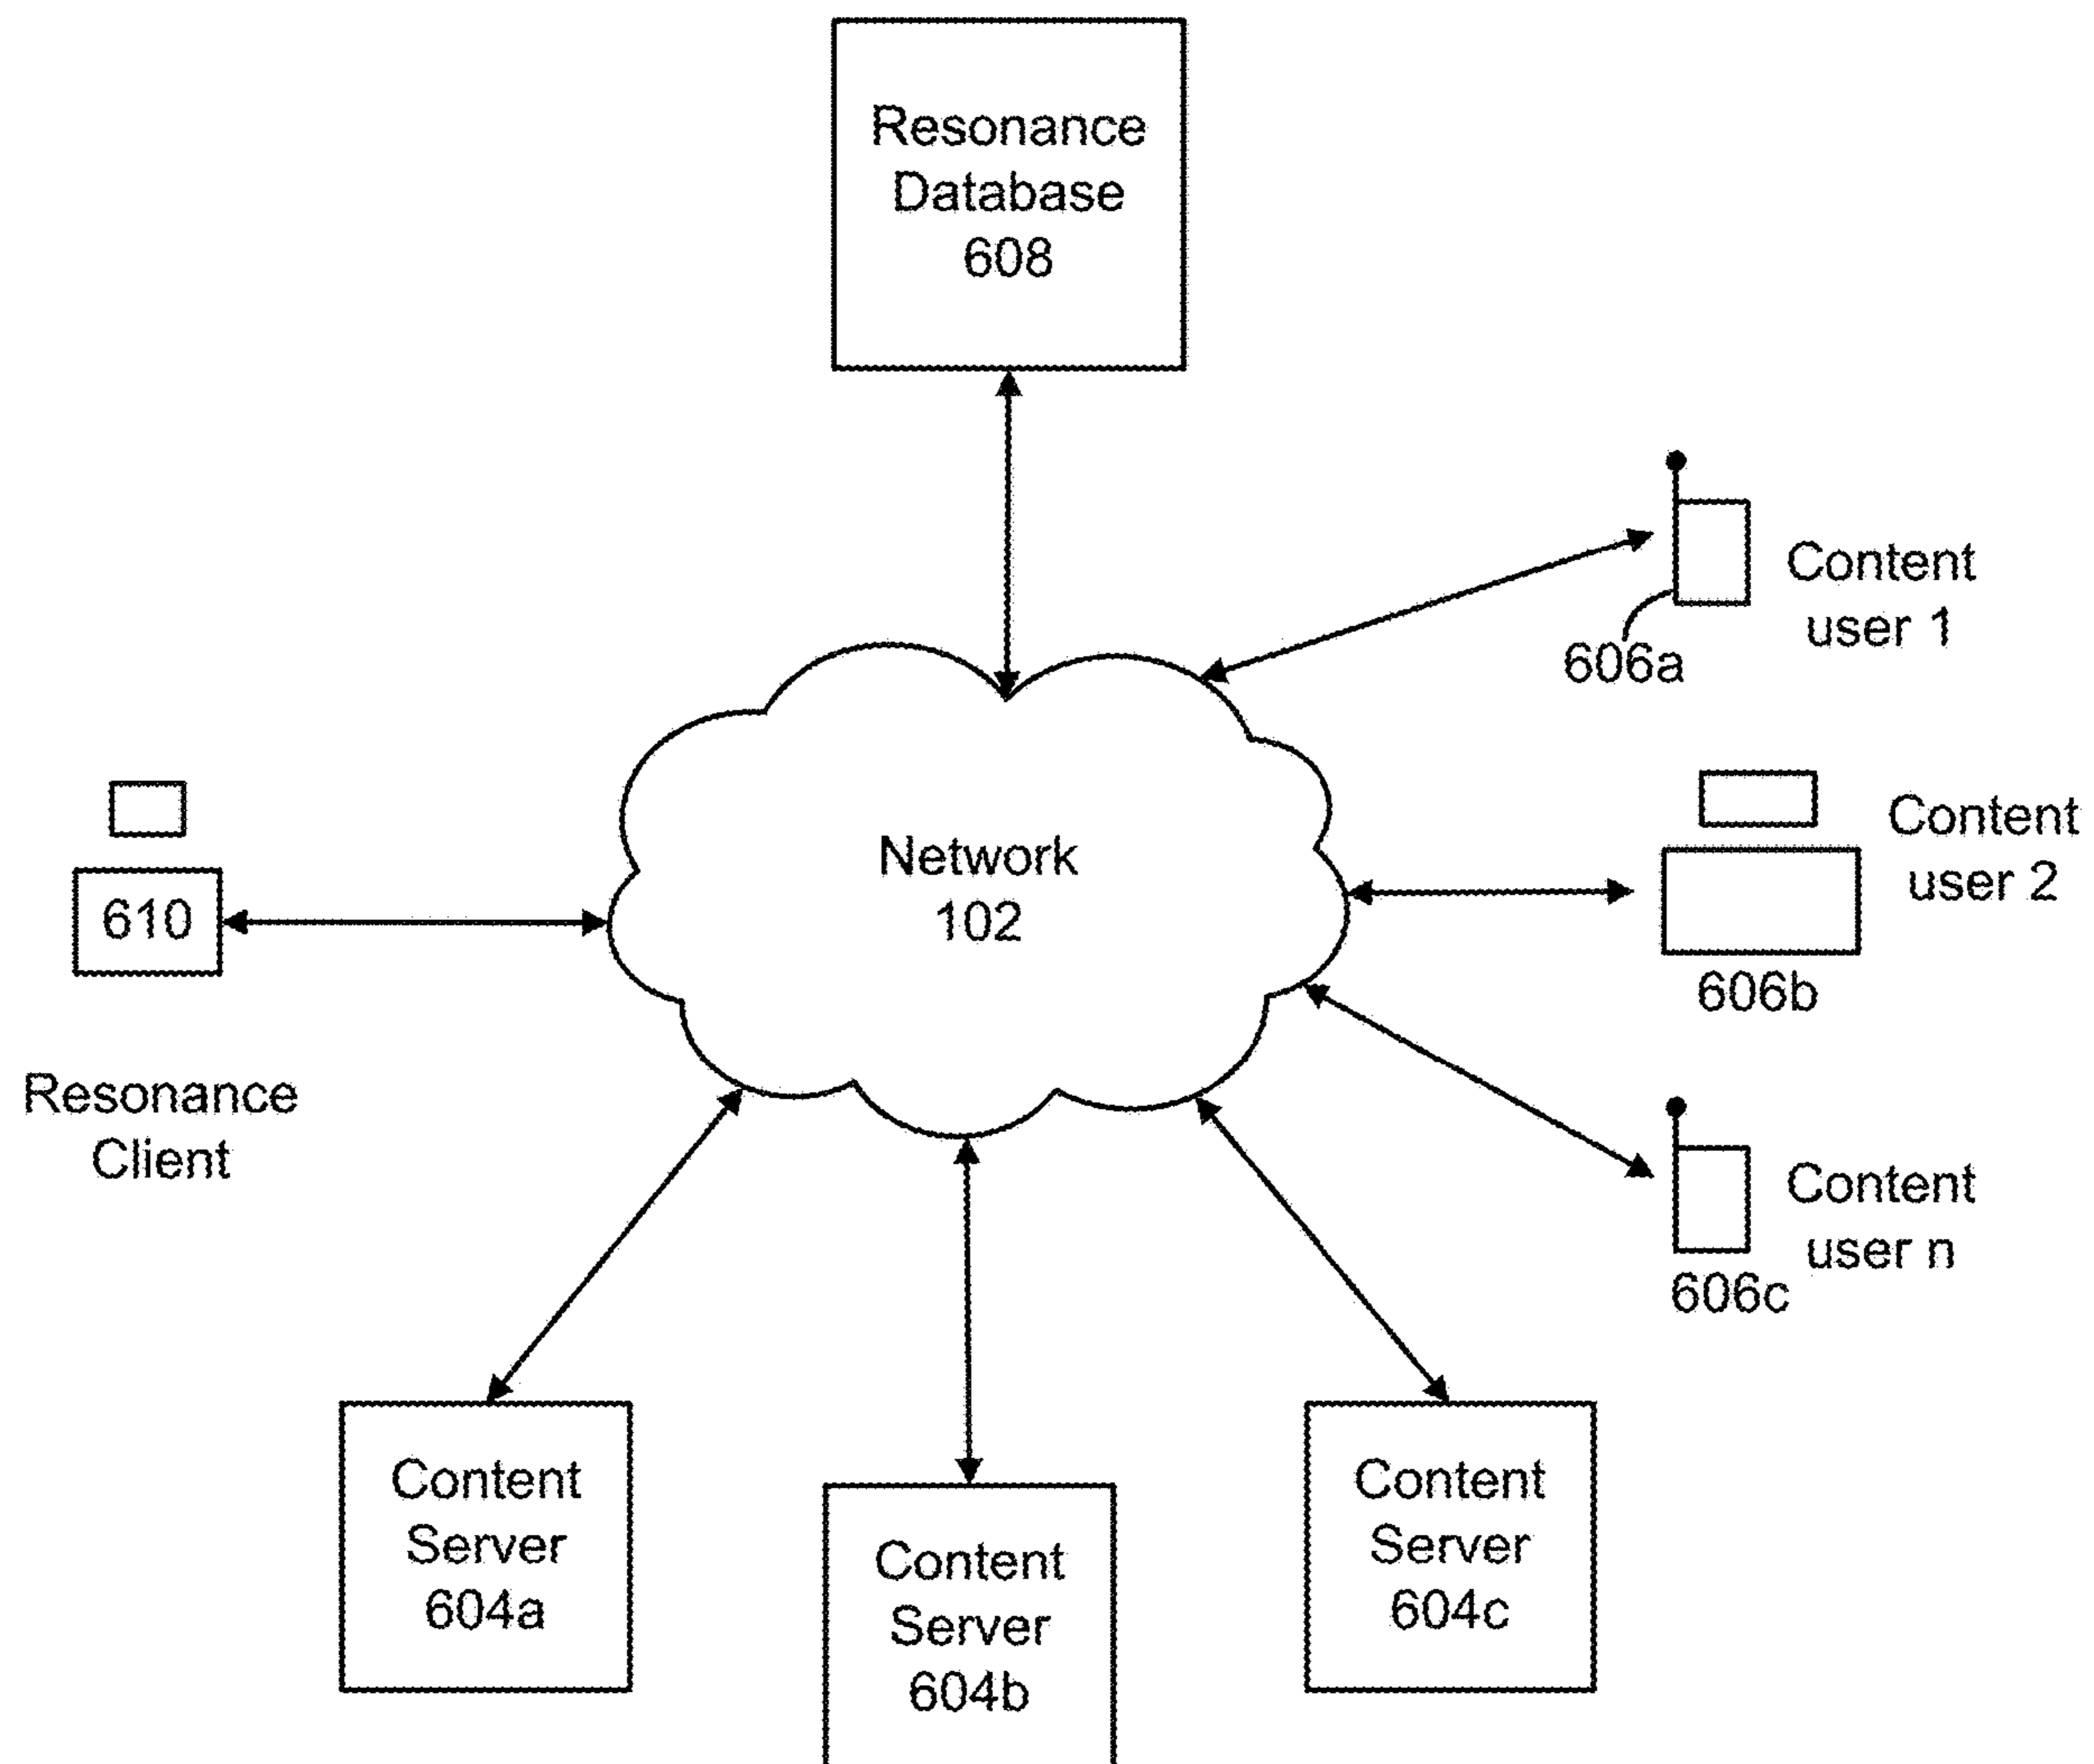 Resonance
Database
608
Content
user 1
606a
Content
user 2
606b
Network
102
610
Resonance
Client
Content
user n
606c
Content
Server
604a
Content
Server
604b
Content
Server
604c